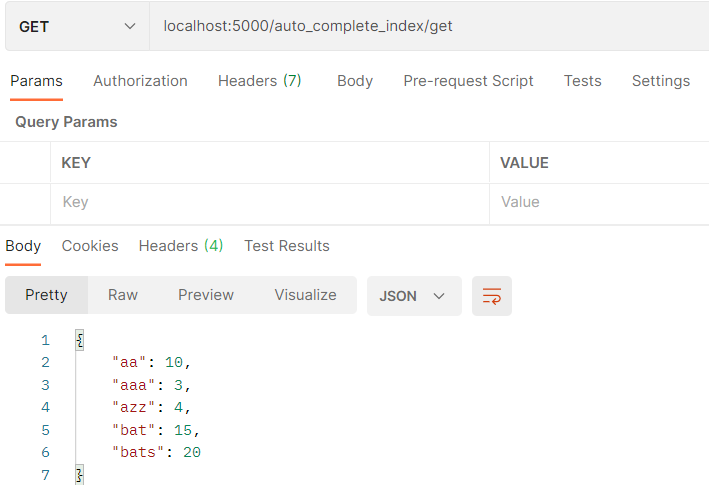 GET localhost:5000/auto_complete_index/get
Params Authorization Headers (7) Body Pre-request Script Tests Settings
Query Params
KEY VALUE
Key Value
Body Cookies Headers (4) Test Results
Pretty Raw Preview Visualize JSON
1 {
2 "aa": 10,
3 "aaa": 3,
4 "azz": 4,
5 "bat": 15,
6 "bats": 20
7 }